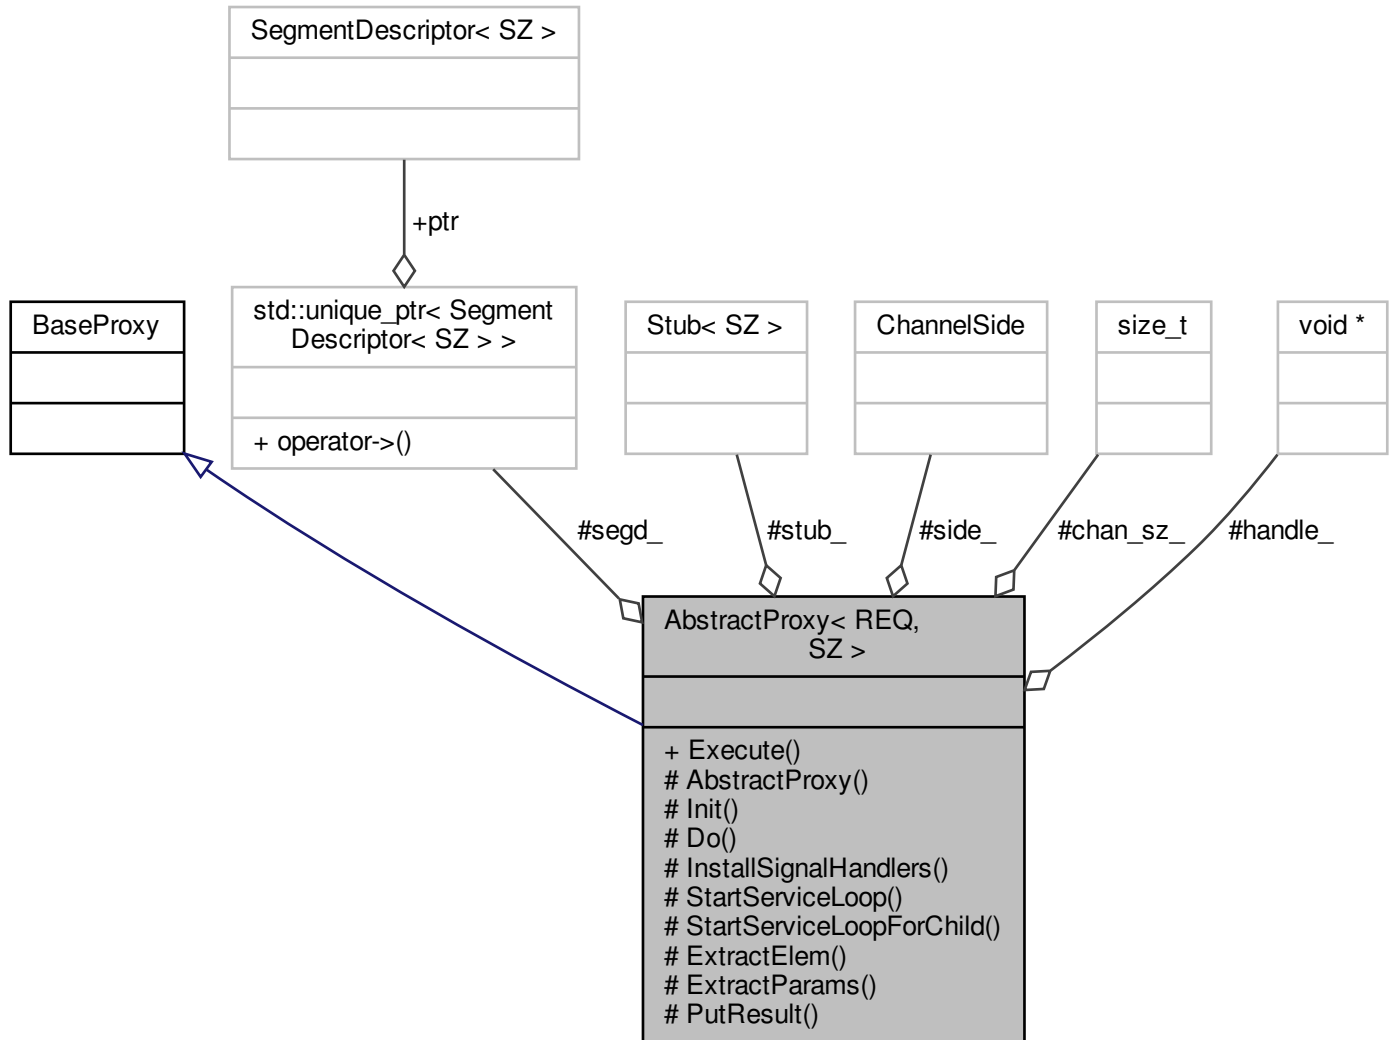 SegmentDescriptor< SZ >
+ptr
BaseProxy
std::unique_ptr< Segment
Descriptor< SZ > >
+ operator->()
Stub< SZ >
ChannelSide
size_t
void *
#segd_
#stub_
#side_
#chan_sz_
#handle_
AbstractProxy< REQ,
SZ >
+ Execute()
# AbstractProxy()
# Init()
# Do()
# InstallSignalHandlers()
# StartServiceLoop()
# StartServiceLoopForChild()
# ExtractElem()
# ExtractParams()
# PutResult()